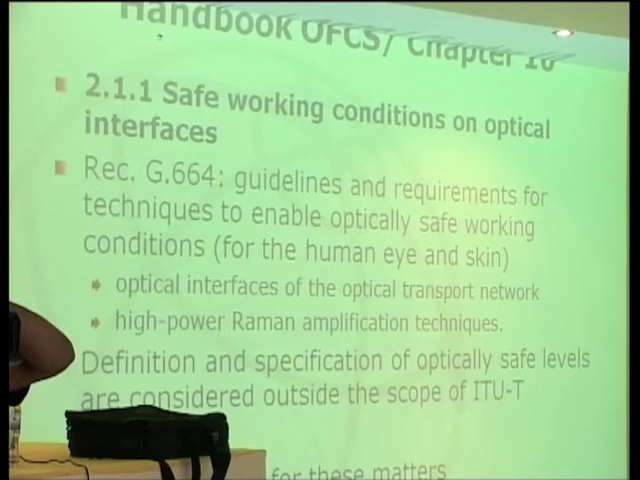 Handbook OFCS/ Chapter 10
2.1.1 Safe working conditions on optical
interfaces
Rec. G.664: guidelines and requirements for
techniques to enable optically safe working
conditions (for the human eye and skin)
optical interfaces of the optical transport network
high-power Raman amplification techniques.
Definition and specification of optically safe levels
are considered outside the scope of ITU-T
for these matters